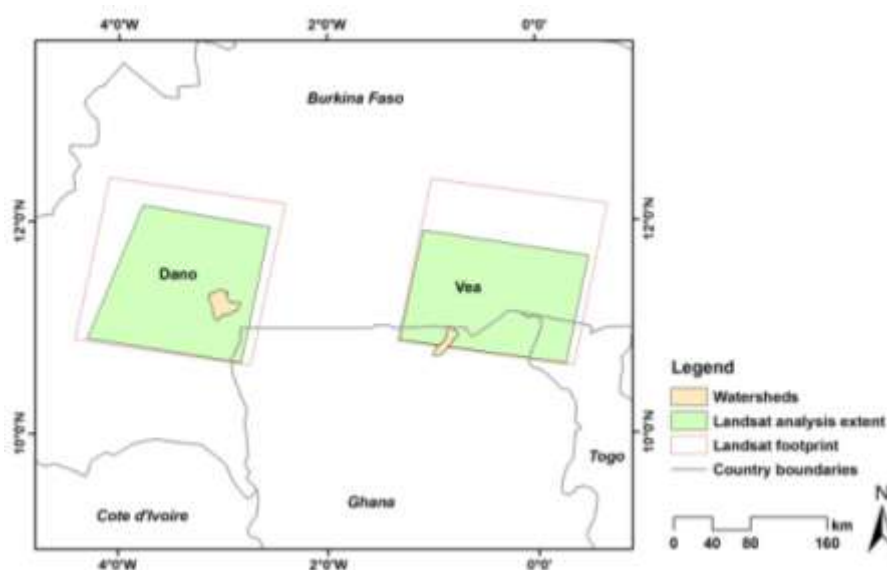 4°0'W 2°0'W 0°0'
Burkina Faso
12°0'N 12°0'N
Dano
Vea
Legend
Watersheds
Landsat analysis extent
Landsat footprint
Country boundaries
10°0'N 10°0'N
Togo
Ghana
Cote d'Ivoire
N
km
0 40 80 160
4°0'W 2°0'W 0°0'